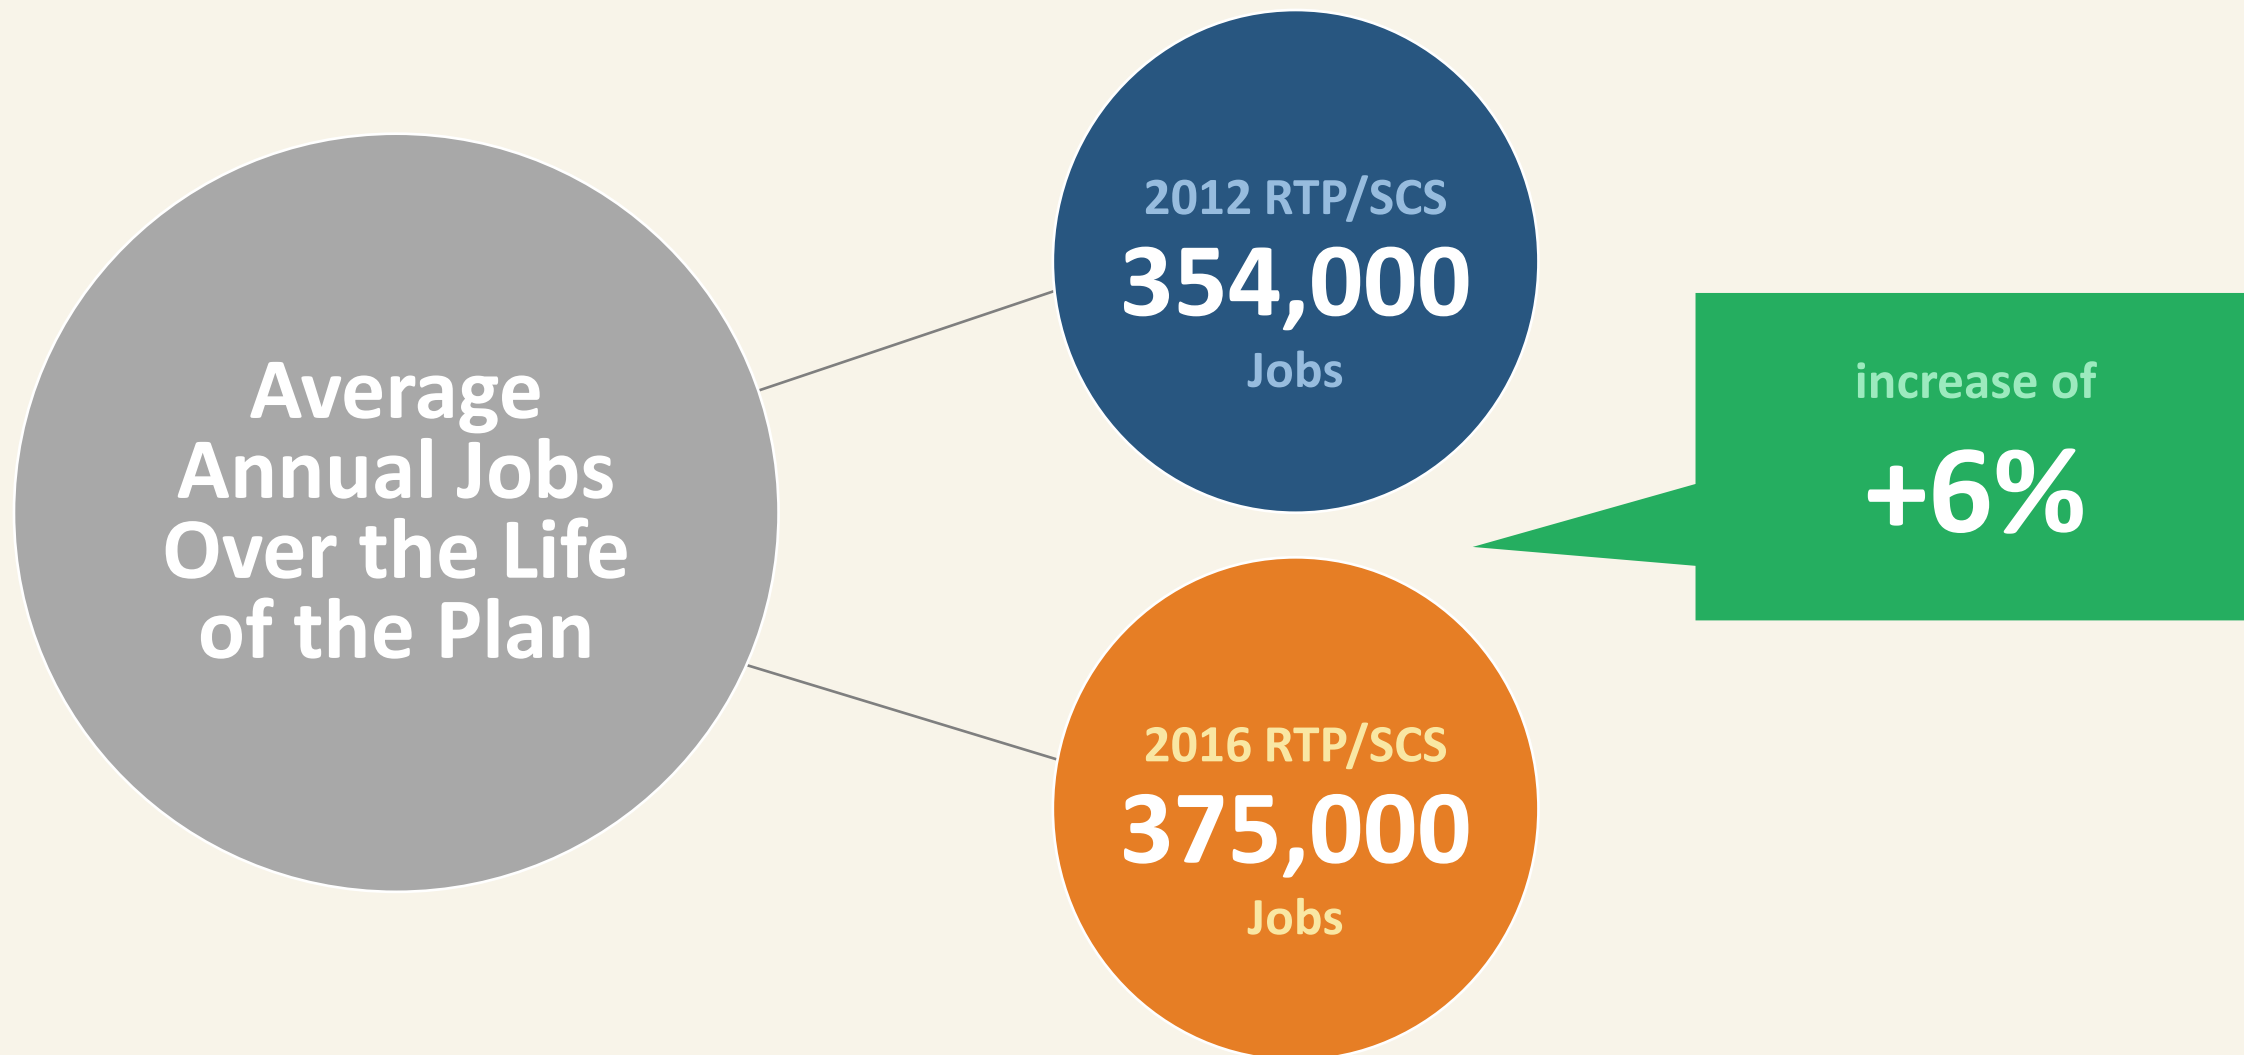 Average
Annual Jobs
Over the Life
of the Plan
2012 RTP/SCS
354,000
Jobs
2016 RTP/SCS
375,000
Jobs
increase of
+6%